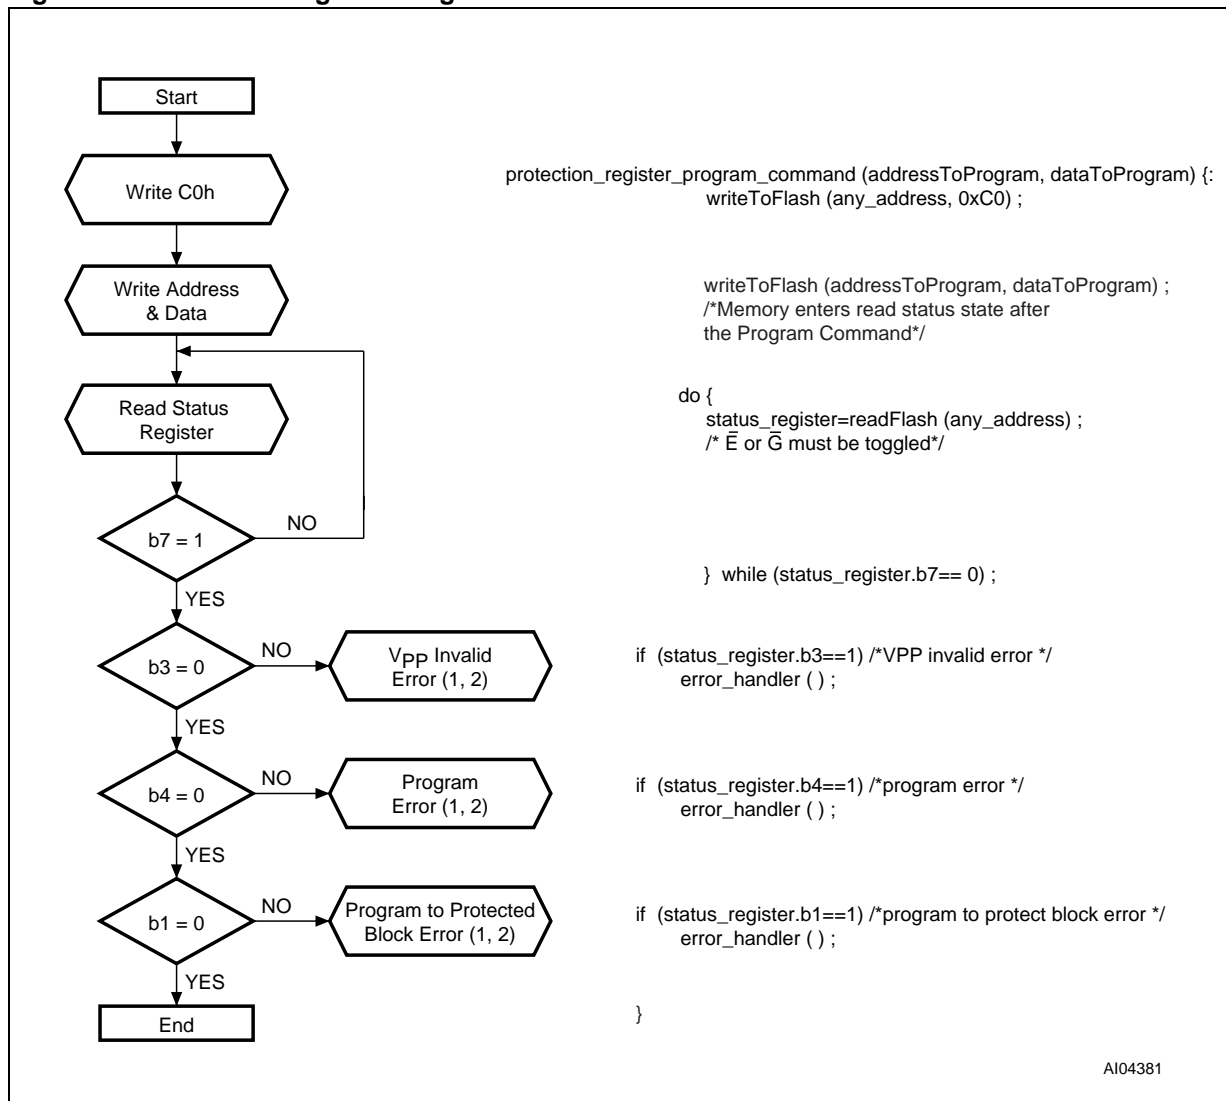 Start
Write C0h
protection_register_program_command (addressToProgram, dataToProgram) {:
writeToFlash (any_address, 0xC0) ;
Write Address
& Data
writeToFlash (addressToProgram, dataToProgram) ;
/*Memory enters read status state after
the Program Command*/
Read Status
Register
do {
status_register=readFlash (any_address) ;
/* E̅ or G̅ must be toggled*/
NO
b7 = 1
} while (status_register.b7== 0) ;
YES
b3 = 0
NO
VPP Invalid
Error (1, 2)
if (status_register.b3==1) /*VPP invalid error */
error_handler ( ) ;
YES
b4 = 0
NO
Program
Error (1, 2)
if (status_register.b4==1) /*program error */
error_handler ( ) ;
YES
b1 = 0
NO
Program to Protected
Block Error (1, 2)
if (status_register.b1==1) /*program to protect block error */
error_handler ( ) ;
YES
End
}
AI04381